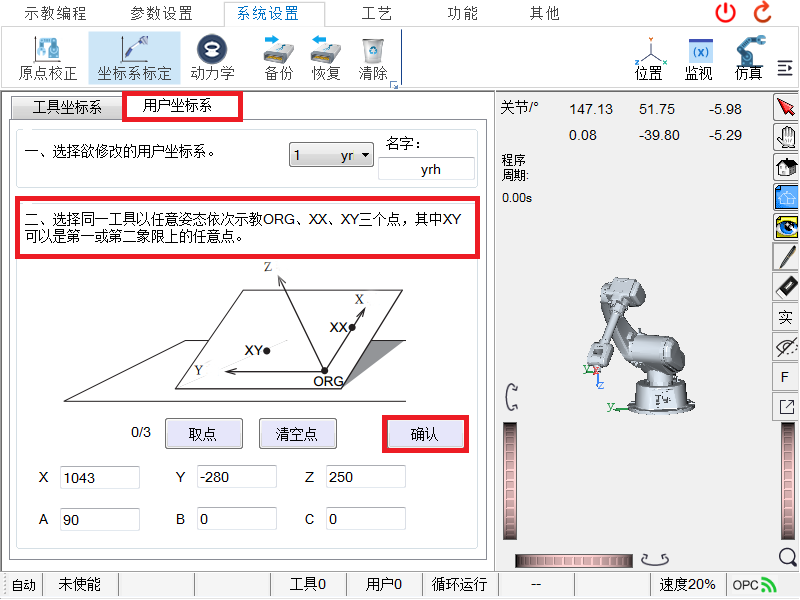 示教编程 参数设置 系统设置 工艺 功能 其他
原点校正 坐标系标定 动力学 备份 恢复 清除 位置 监视 仿真
工具坐标系 用户坐标系
一、选择欲修改的用户坐标系。
1 yr
名字：
yrh
二、选择同一工具以任意姿态依次示教ORG、XX、XY三个点，其中XY
可以是第一或第二象限上的任意点。
Z
X
XX
XY
Y
ORG
0/3 取点 清空点 确认
X 1043 Y -280 Z 250
A 90 B 0 C 0
关节/° 147.13 51.75 -5.98
0.08 -39.80 -5.29
程序
周期:
0.00s
实
F
y
z
y
自动 未使能 工具0 用户0 循环运行 -- 速度20% OPC